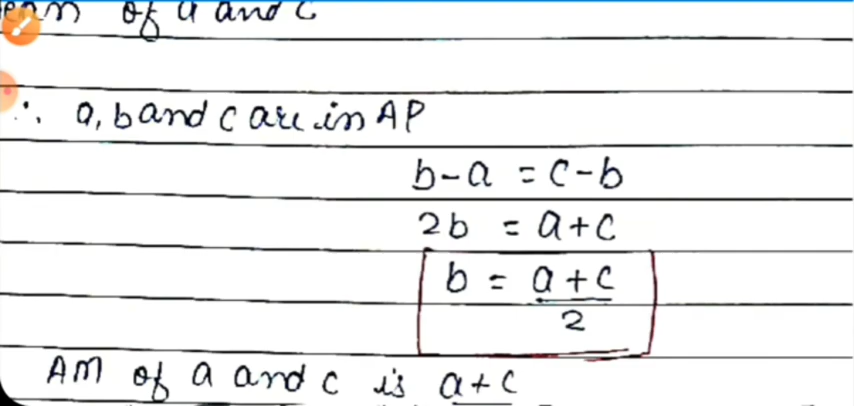 of a and c
∴ a, b and c are in AP
b - a = c - b
2b = a + c
b = a + c
2
AM of a and c is a + c